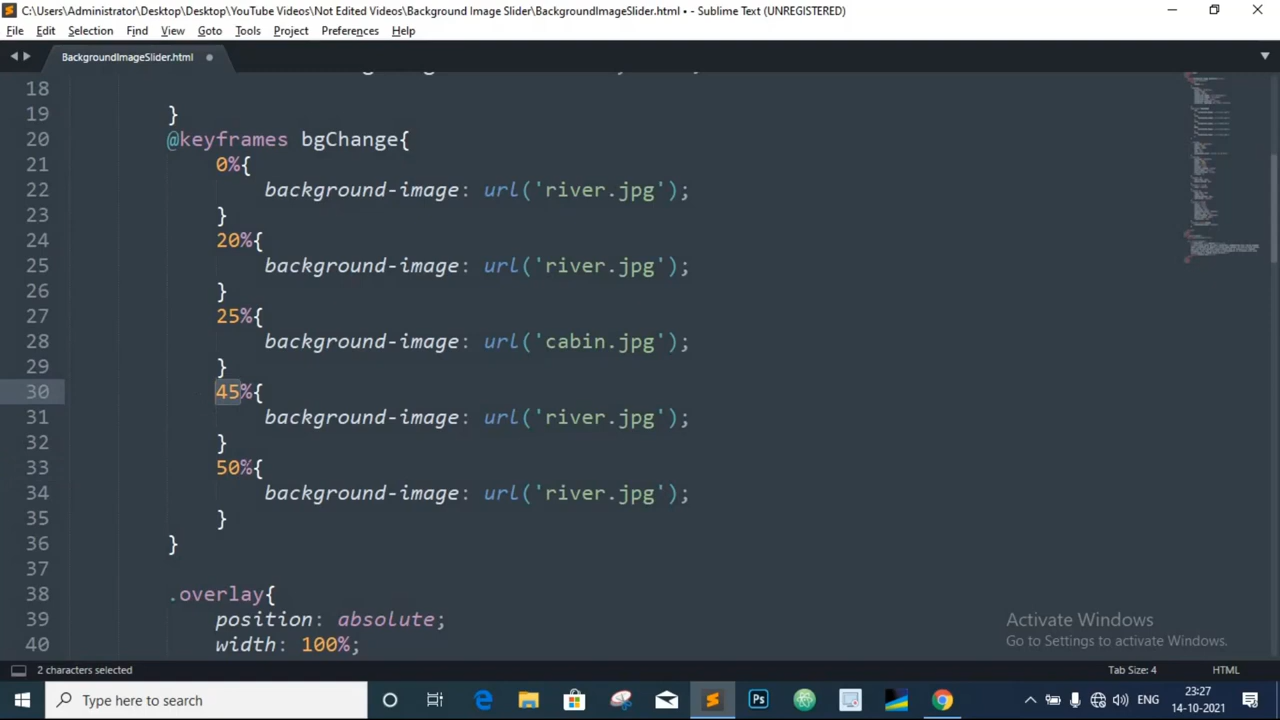 C:\Users\Administrator\Desktop\Desktop\YouTube Videos\Not Edited Videos\Background Image Slider\BackgroundImageSlider.html • - Sublime Text (UNREGISTERED)
File Edit Selection Find View Goto Tools Project Preferences Help
BackgroundImageSlider.html
18
19 }
20 @keyframes bgChange{
21 0%{
22 background-image: url('river.jpg');
23 }
24 20%{
25 background-image: url('river.jpg');
26 }
27 25%{
28 background-image: url('cabin.jpg');
29 }
30 45%{
31 background-image: url('river.jpg');
32 }
33 50%{
34 background-image: url('river.jpg');
35 }
36 }
37
38 .overlay{
39 position: absolute;
40 width: 100%;
Activate Windows
Go to Settings to activate Windows.
2 characters selected Tab Size: 4 HTML
Type here to search Ps ENG 23:27
14-10-2021